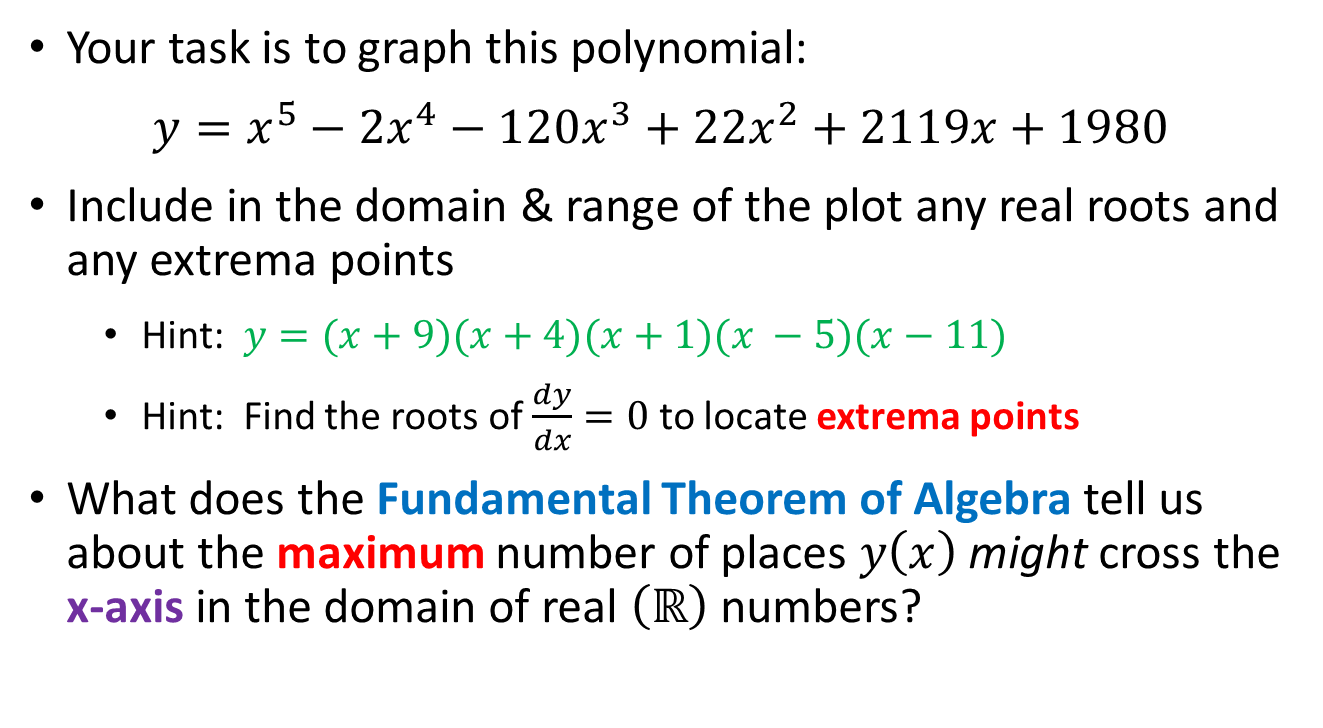 • Your task is to graph this polynomial:
y = x⁵ − 2x⁴ − 120x³ + 22x² + 2119x + 1980
• Include in the domain & range of the plot any real roots and
any extrema points
• Hint: y = (x + 9)(x + 4)(x + 1)(x − 5)(x − 11)
• Hint: Find the roots of dy/dx = 0 to locate extrema points
• What does the Fundamental Theorem of Algebra tell us
about the maximum number of places y(x) might cross the
x-axis in the domain of real (ℝ) numbers?